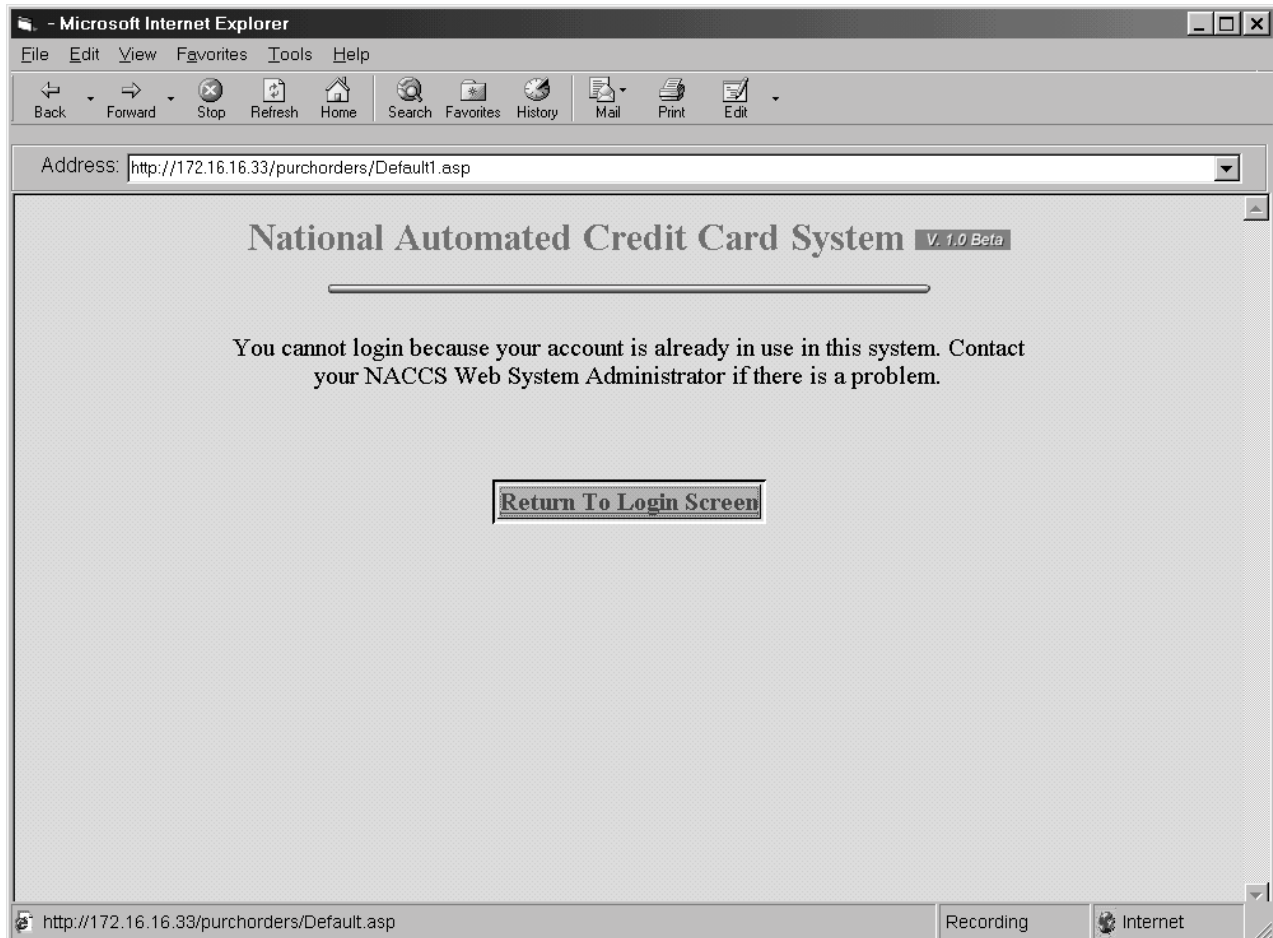 - Microsoft Internet Explorer
File Edit View Favorites Tools Help
Back Forward Stop Refresh Home Search Favorites History Mail Print Edit
Address: http://172.16.16.33/purchorders/Default1.asp
National Automated Credit Card System V. 1.0 Beta
You cannot login because your account is already in use in this system. Contact
your NACCS Web System Administrator if there is a problem.
Return To Login Screen
http://172.16.16.33/purchorders/Default.asp Recording Internet